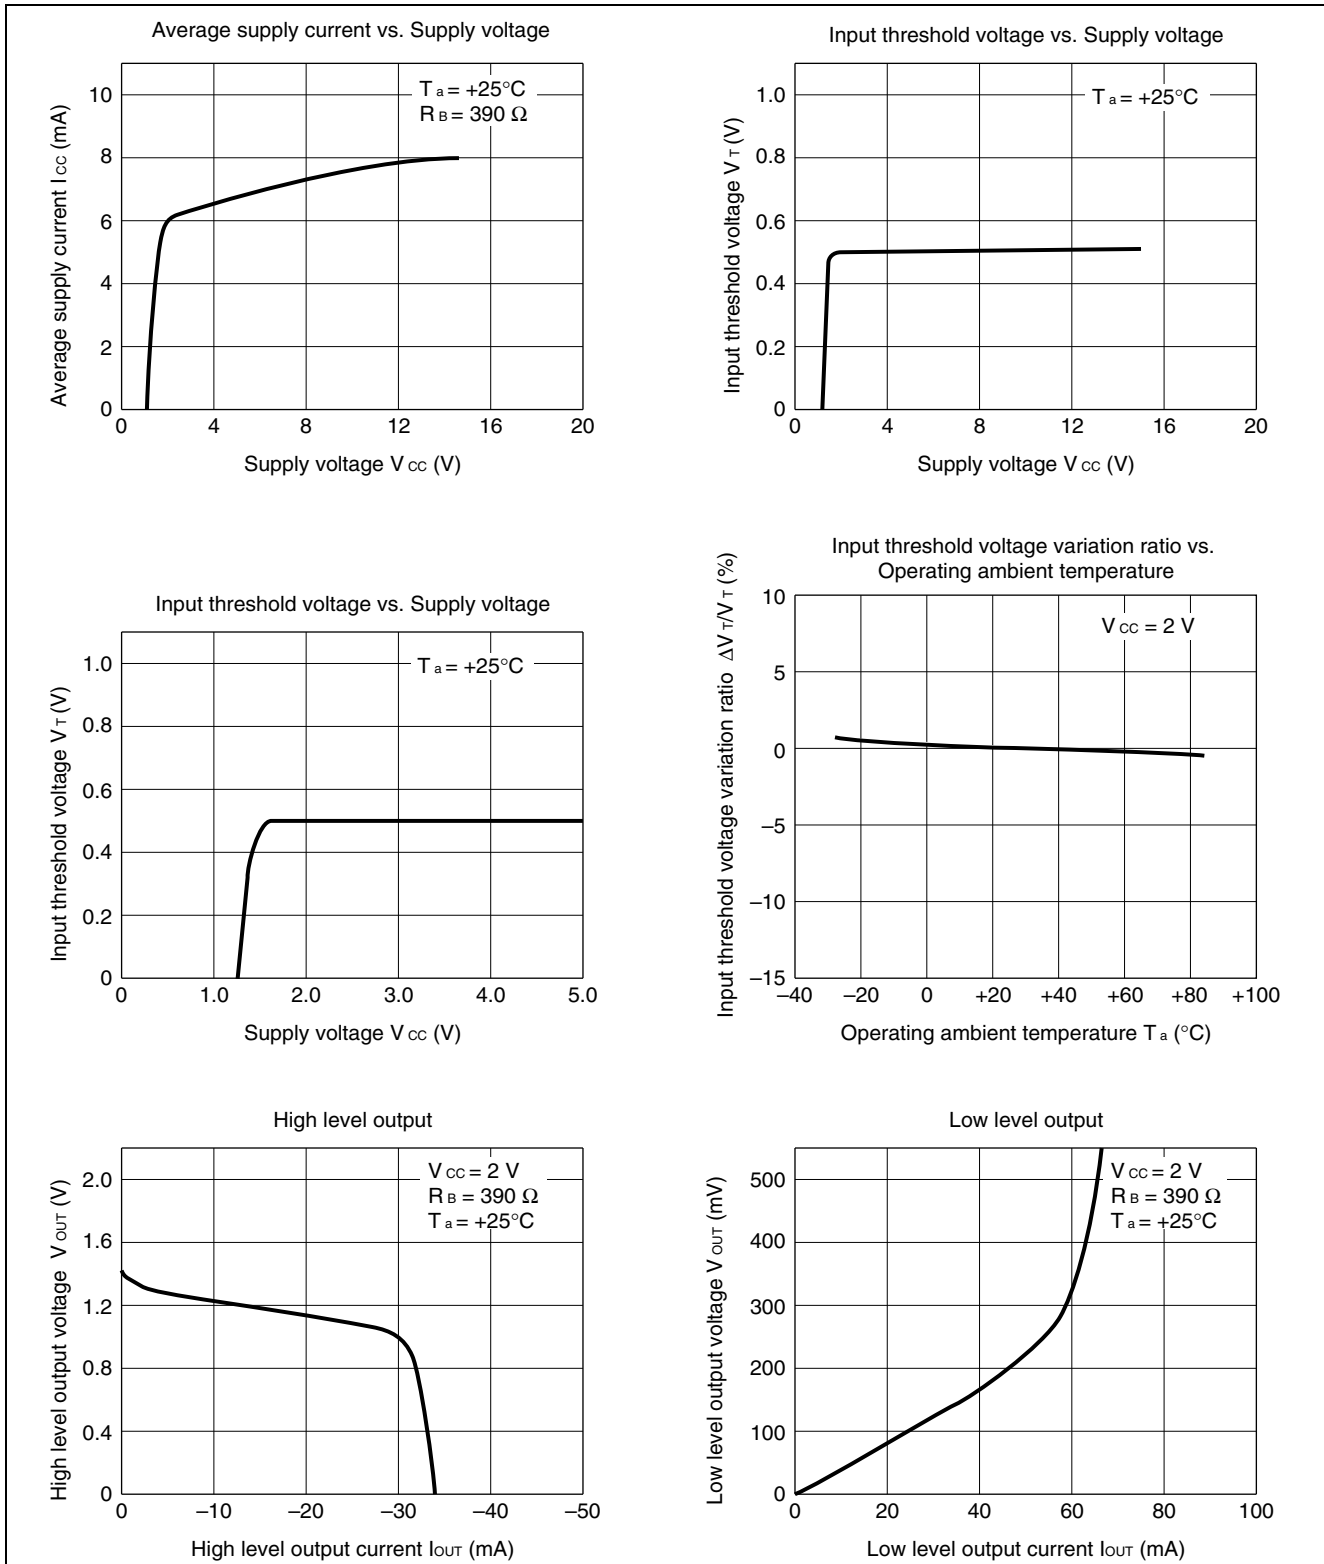 Average supply current vs. Supply voltage
Average supply current ICC (mA)
10
8
6
4
2
0
Ta = +25°C
RB = 390 Ω
0 4 8 12 16 20
Supply voltage VCC (V)
Input threshold voltage vs. Supply voltage
Input threshold voltage VT (V)
1.0
0.8
0.6
0.4
0.2
0
Ta = +25°C
0 4 8 12 16 20
Supply voltage VCC (V)
Input threshold voltage vs. Supply voltage
Input threshold voltage VT (V)
1.0
0.8
0.6
0.4
0.2
0
Ta = +25°C
0 1.0 2.0 3.0 4.0 5.0
Supply voltage VCC (V)
Input threshold voltage variation ratio vs.
Operating ambient temperature
Input threshold voltage variation ratio ΔVT/VT (%)
10
5
0
−5
−10
−15
VCC = 2 V
−40 −20 0 +20 +40 +60 +80 +100
Operating ambient temperature Ta (°C)
High level output
High level output voltage VOUT (V)
2.0
1.6
1.2
0.8
0.4
0
VCC = 2 V
RB = 390 Ω
Ta = +25°C
0 −10 −20 −30 −40 −50
High level output current IOUT (mA)
Low level output
Low level output voltage VOUT (mV)
500
400
300
200
100
0
VCC = 2 V
RB = 390 Ω
Ta = +25°C
0 20 40 60 80 100
Low level output current IOUT (mA)